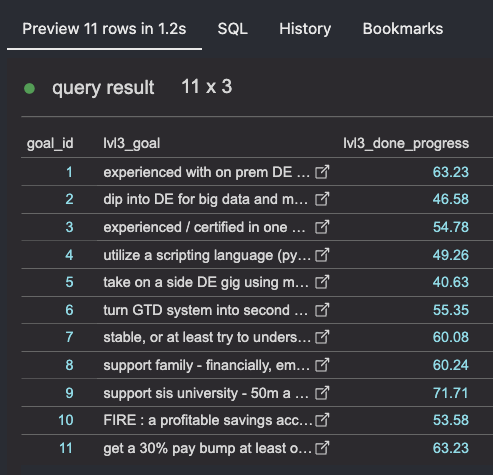 Preview 11 rows in 1.2s SQL History Bookmarks
query result 11 x 3
goal_id lvl3_goal lvl3_done_progress
1 experienced with on prem DE ... 63.23
2 dip into DE for big data and m... 46.58
3 experienced / certified in one ... 54.78
4 utilize a scripting language (py... 49.26
5 take on a side DE gig using m... 40.63
6 turn GTD system into second ... 55.35
7 stable, or at least try to unders... 60.08
8 support family - financially, em... 60.24
9 support sis university - 50m a ... 71.71
10 FIRE : a profitable savings acc... 53.58
11 get a 30% pay bump at least o... 63.23